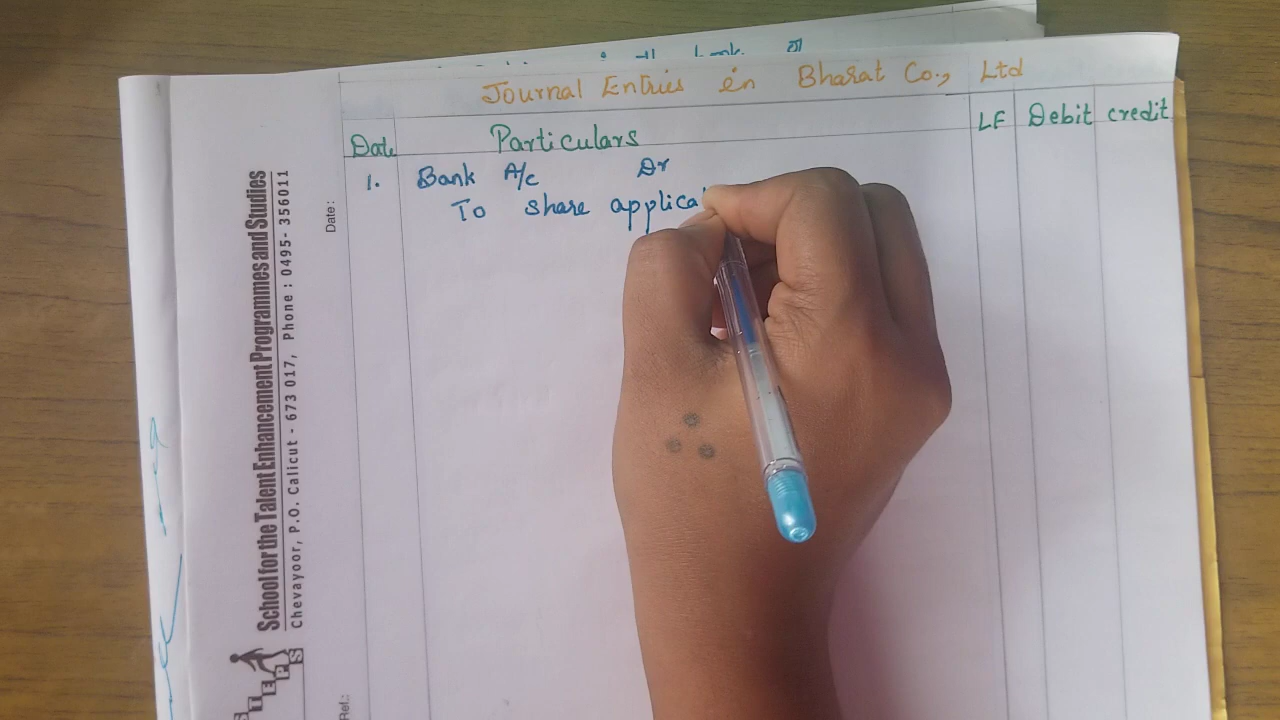 Journal Entries in Bharat Co., Ltd
Date Particulars LF Debit credit
1. Bank A/c Dr
To share applica
School for the Talent Enhancement Programmes and Studies
Chevayoor, P.O. Calicut - 673 017, Phone : 0495- 356011
STEPS
Date :
Ref.: